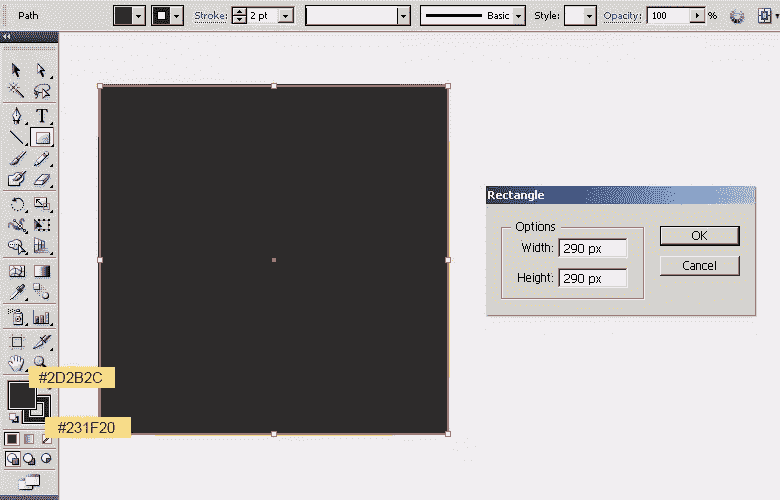 Path Stroke: 2 pt Basic Style: Opacity: 100 %
T
Rectangle
Options
Width: 290 px
OK
Height: 290 px
Cancel
#2D2B2C
#231F20